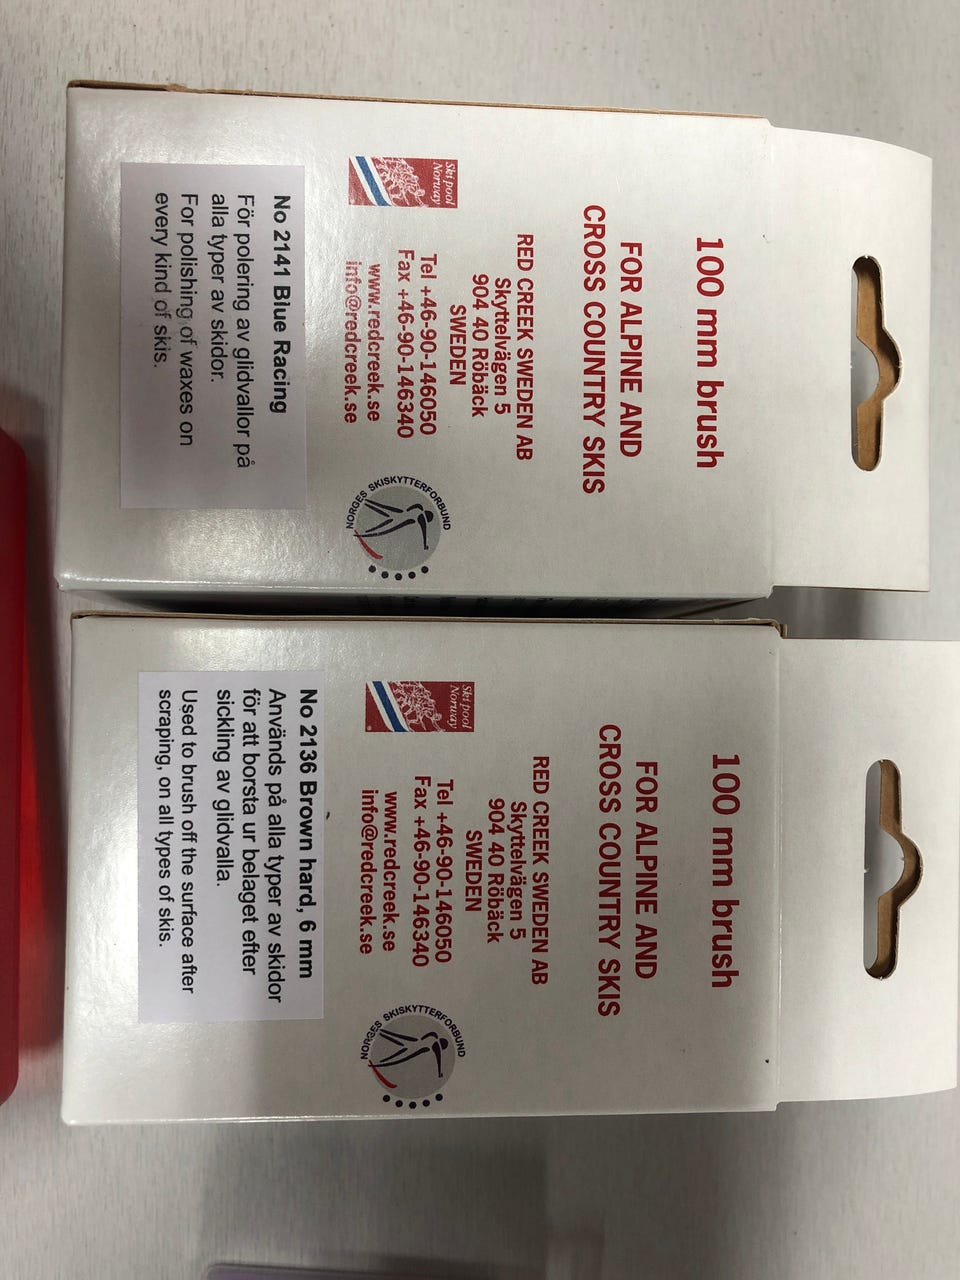 100 mm brush
FOR ALPINE AND
CROSS COUNTRY SKIS
RED CREEK SWEDEN AB
Skyttelvägen 5
904 40 Röbäck
SWEDEN
Ski pool
Norway
Tel +46-90-146050
Fax +46-90-146340
www.redcreek.se
info@redcreek.se
NORGES SKISKYTTERFORBUND
No 2141 Blue Racing
För polering av glidvallor på
alla typer av skidor.
For polishing of waxes on
every kind of skis.
100 mm brush
FOR ALPINE AND
CROSS COUNTRY SKIS
RED CREEK SWEDEN AB
Skyttelvägen 5
904 40 Röbäck
SWEDEN
Ski pool
Norway
Tel +46-90-146050
Fax +46-90-146340
www.redcreek.se
info@redcreek.se
NORGES SKISKYTTERFORBUND
No 2136 Brown hard, 6 mm
Används på alla typer av skidor
för att borsta ur belaget efter
sickling av glidvalla.
Used to brush off the surface after
scraping, on all types of skis.